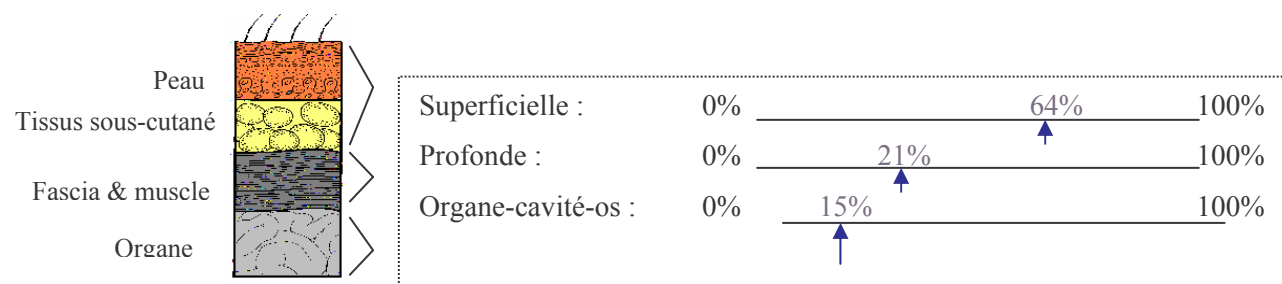 Peau
Tissus sous-cutané
Fascia & muscle
Organe
Superficielle : 0% 64% 100%
Profonde : 0% 21% 100%
Organe-cavité-os : 0% 15% 100%